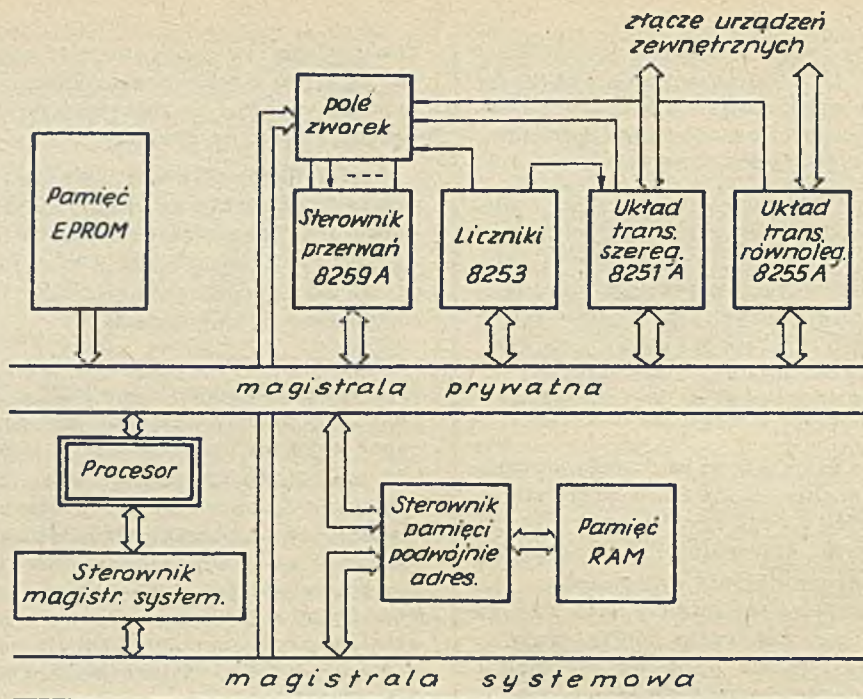 złącze urządzeń
zewnętrznych
pole
zworek
Pamięć
EPROM
Sterownik
przerwań
8259A
Liczniki
8253
Układ
trans.
szereg.
8251A
Układ
trans.
równoleg.
8255A
magistrala prywatna
Procesor
Sterownik
magistr. system.
Sterownik
pamięci
podwójnie
adres.
Pamięć
RAM
magistrala systemowa